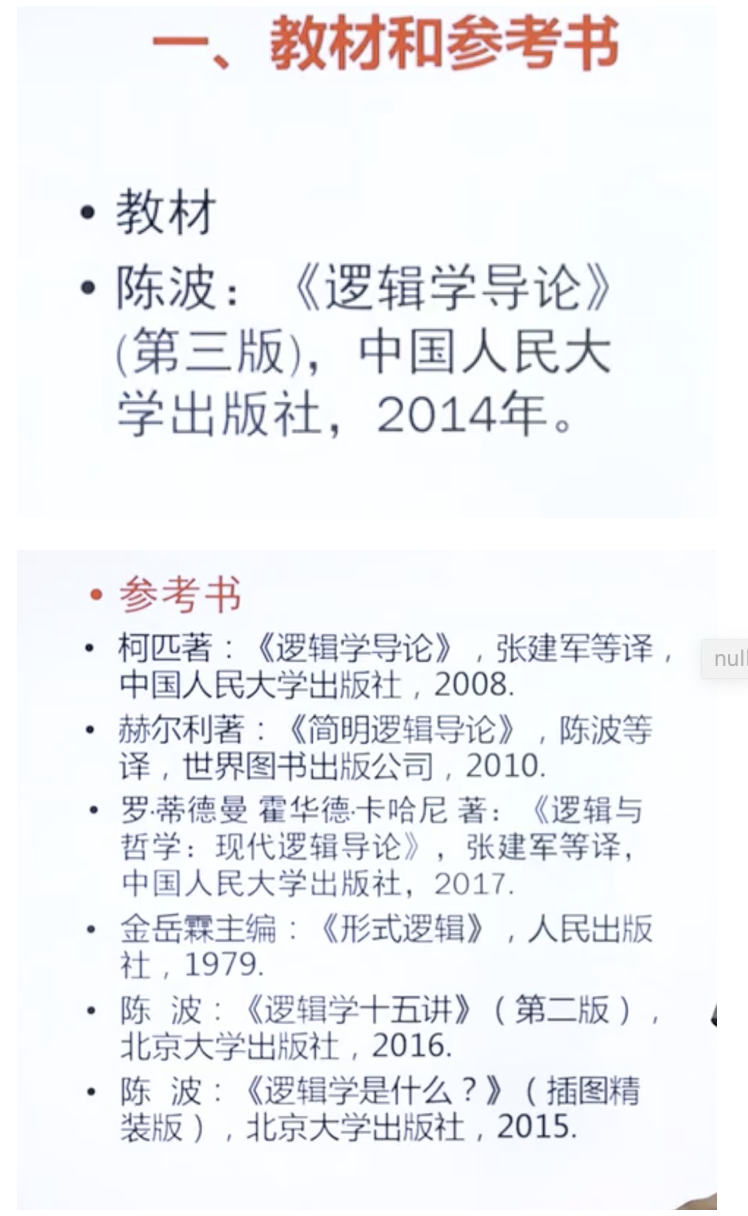 一、教材和参考书
• 教材
• 陈波：《逻辑学导论》
(第三版)，中国人民大
学出版社，2014年。
• 参考书
• 柯匹著：《逻辑学导论》，张建军等译，
中国人民大学出版社，2008.
null
• 赫尔利著：《简明逻辑导论》，陈波等
译，世界图书出版公司，2010.
• 罗·蒂德曼 霍华德·卡哈尼 著：《逻辑与
哲学：现代逻辑导论》，张建军等译，
中国人民大学出版社，2017.
• 金岳霖主编：《形式逻辑》，人民出版
社，1979.
• 陈 波：《逻辑学十五讲》（第二版），
北京大学出版社，2016.
• 陈 波：《逻辑学是什么？》（插图精
装版），北京大学出版社，2015.